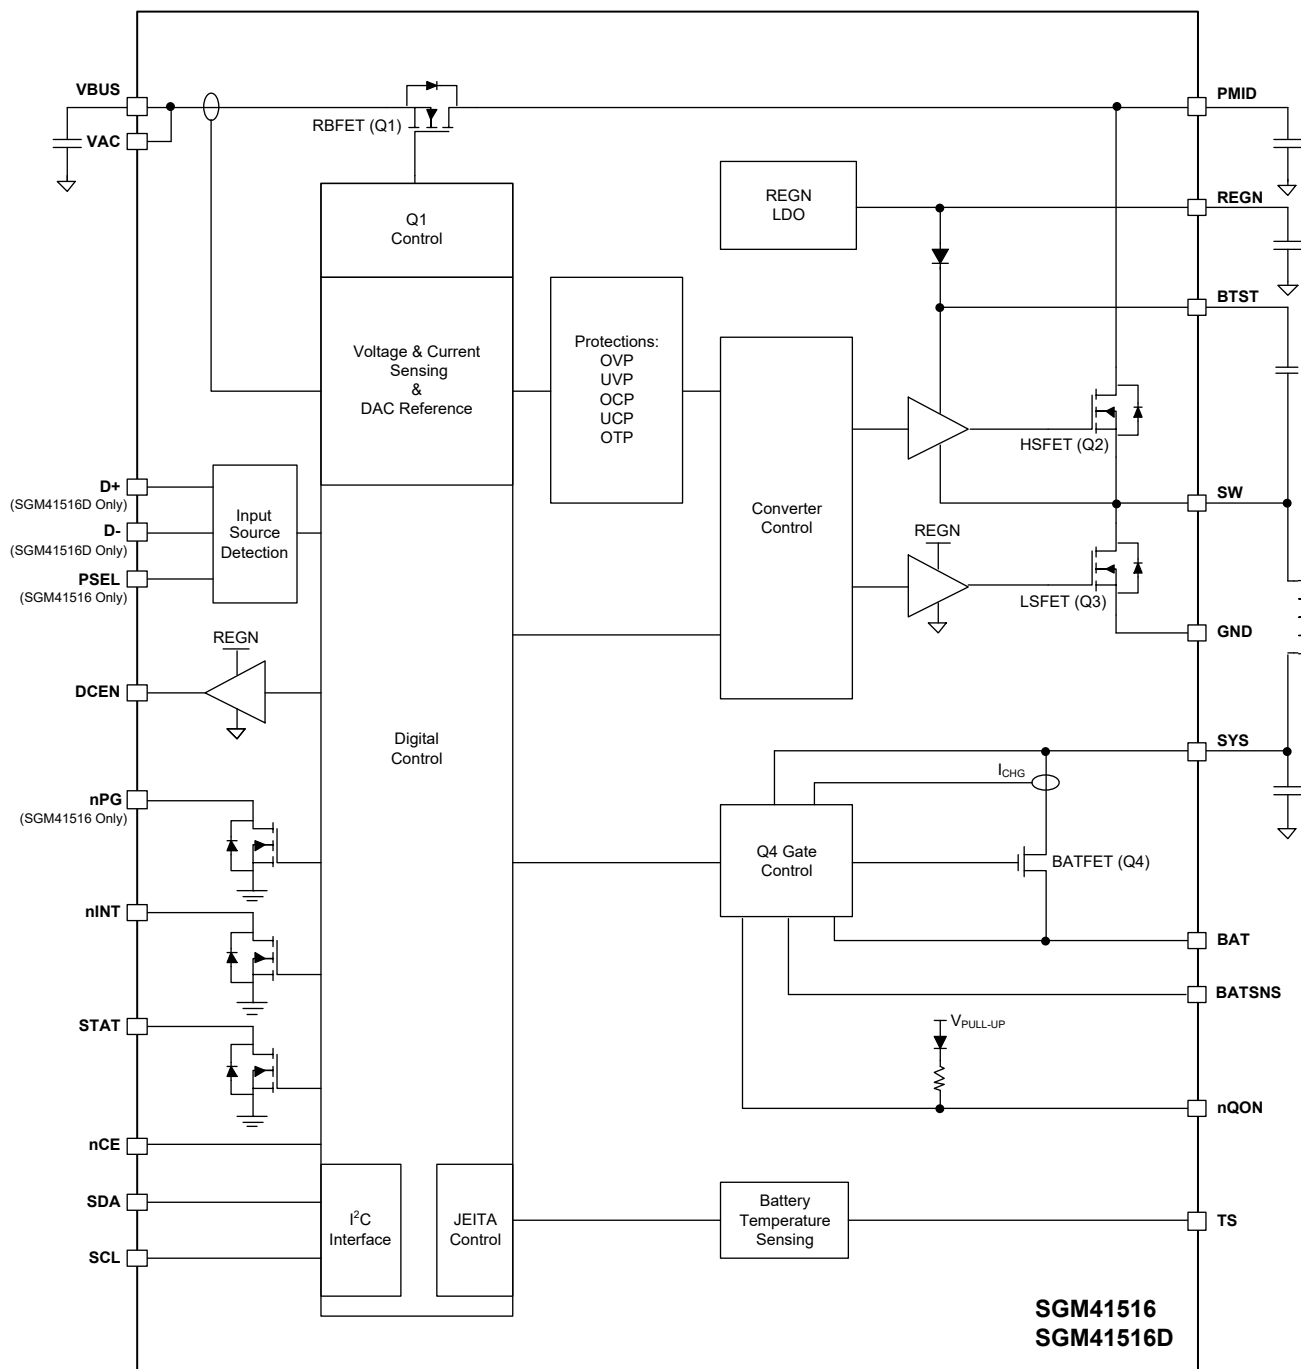 VBUS
VAC
RBFET (Q1)
PMID
REGN
LDO
REGN
Q1
Control
BTST
Voltage & Current
Sensing
&
DAC Reference
Protections:
OVP
UVP
OCP
UCP
OTP
HSFET (Q2)
D+
(SGM41516D Only)
D-
(SGM41516D Only)
PSEL
(SGM41516 Only)
Input
Source
Detection
Converter
Control
SW
REGN
LSFET (Q3)
GND
REGN
DCEN
Digital
Control
SYS
ICHG
nPG
(SGM41516 Only)
Q4 Gate
Control
BATFET (Q4)
nINT
BAT
BATSNS
STAT
VPULL-UP
nQON
nCE
SDA
SCL
I2C
Interface
JEITA
Control
Battery
Temperature
Sensing
TS
SGM41516
SGM41516D